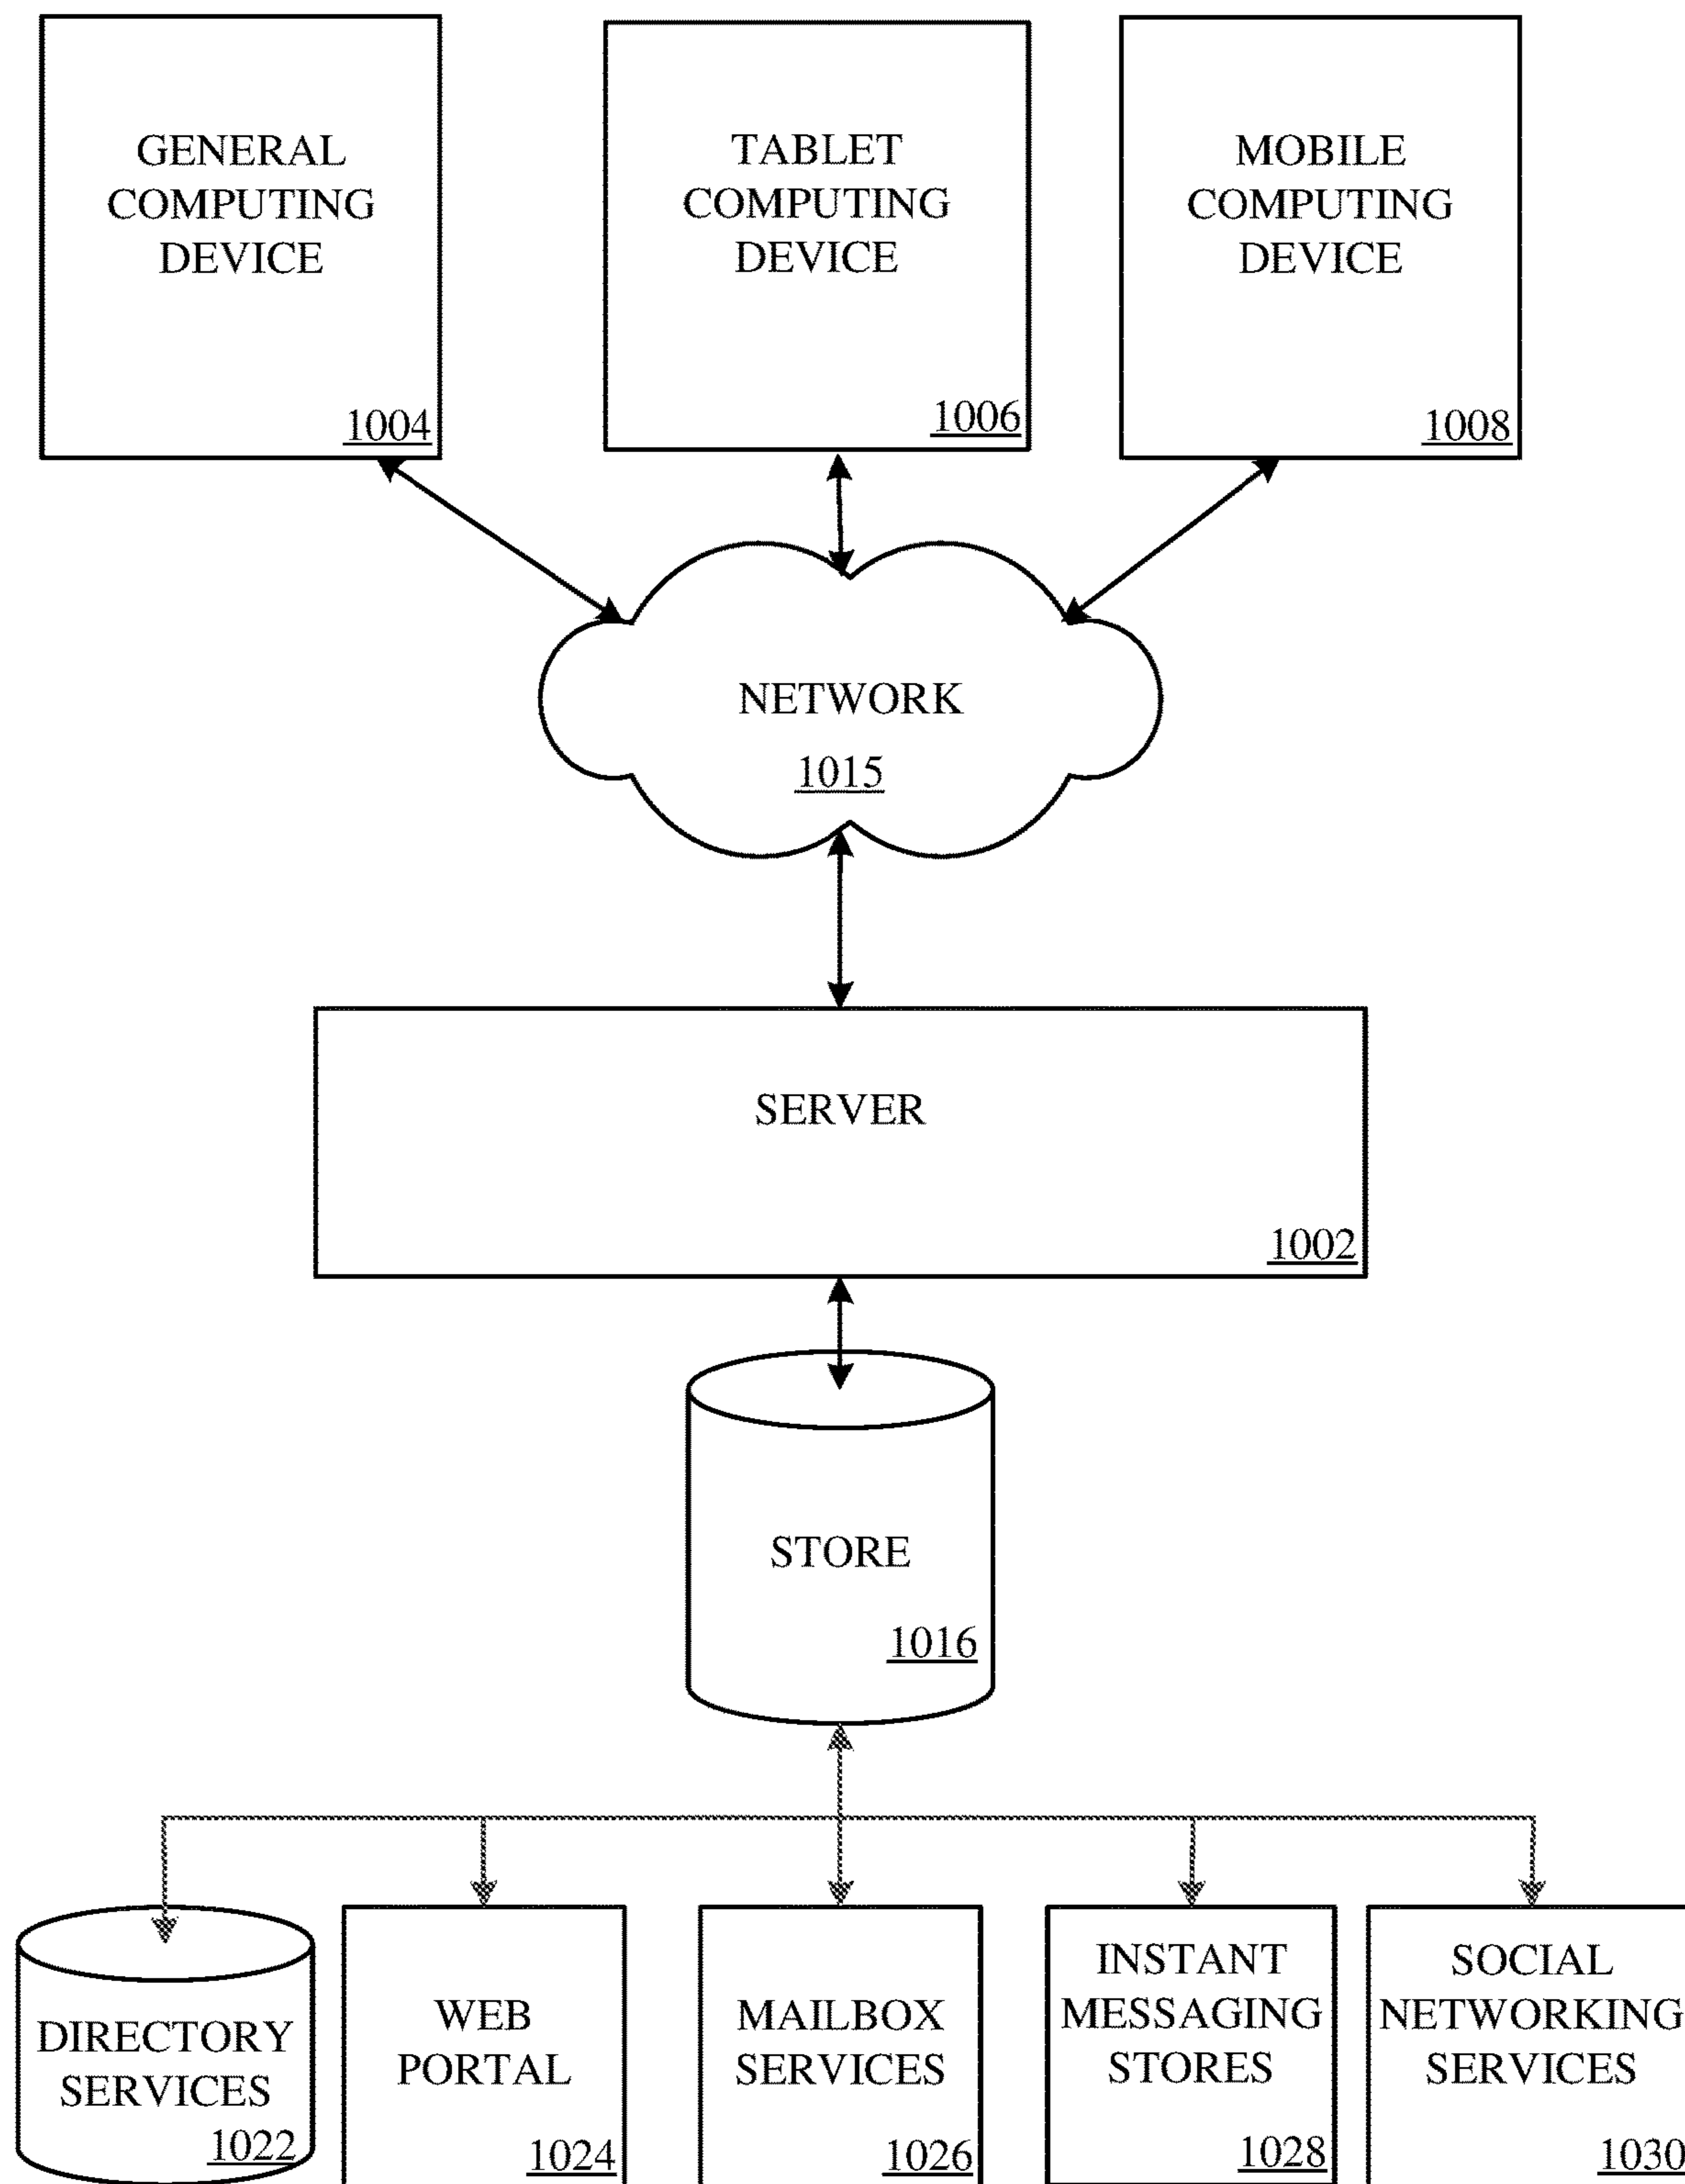 GENERAL
COMPUTING
DEVICE
1004
TABLET
COMPUTING
DEVICE
1006
MOBILE
COMPUTING
DEVICE
1008
NETWORK
1015
SERVER
1002
STORE
1016
DIRECTORY
SERVICES
1022
WEB
PORTAL
1024
MAILBOX
SERVICES
1026
INSTANT
MESSAGING
STORES
1028
SOCIAL
NETWORKING
SERVICES
1030